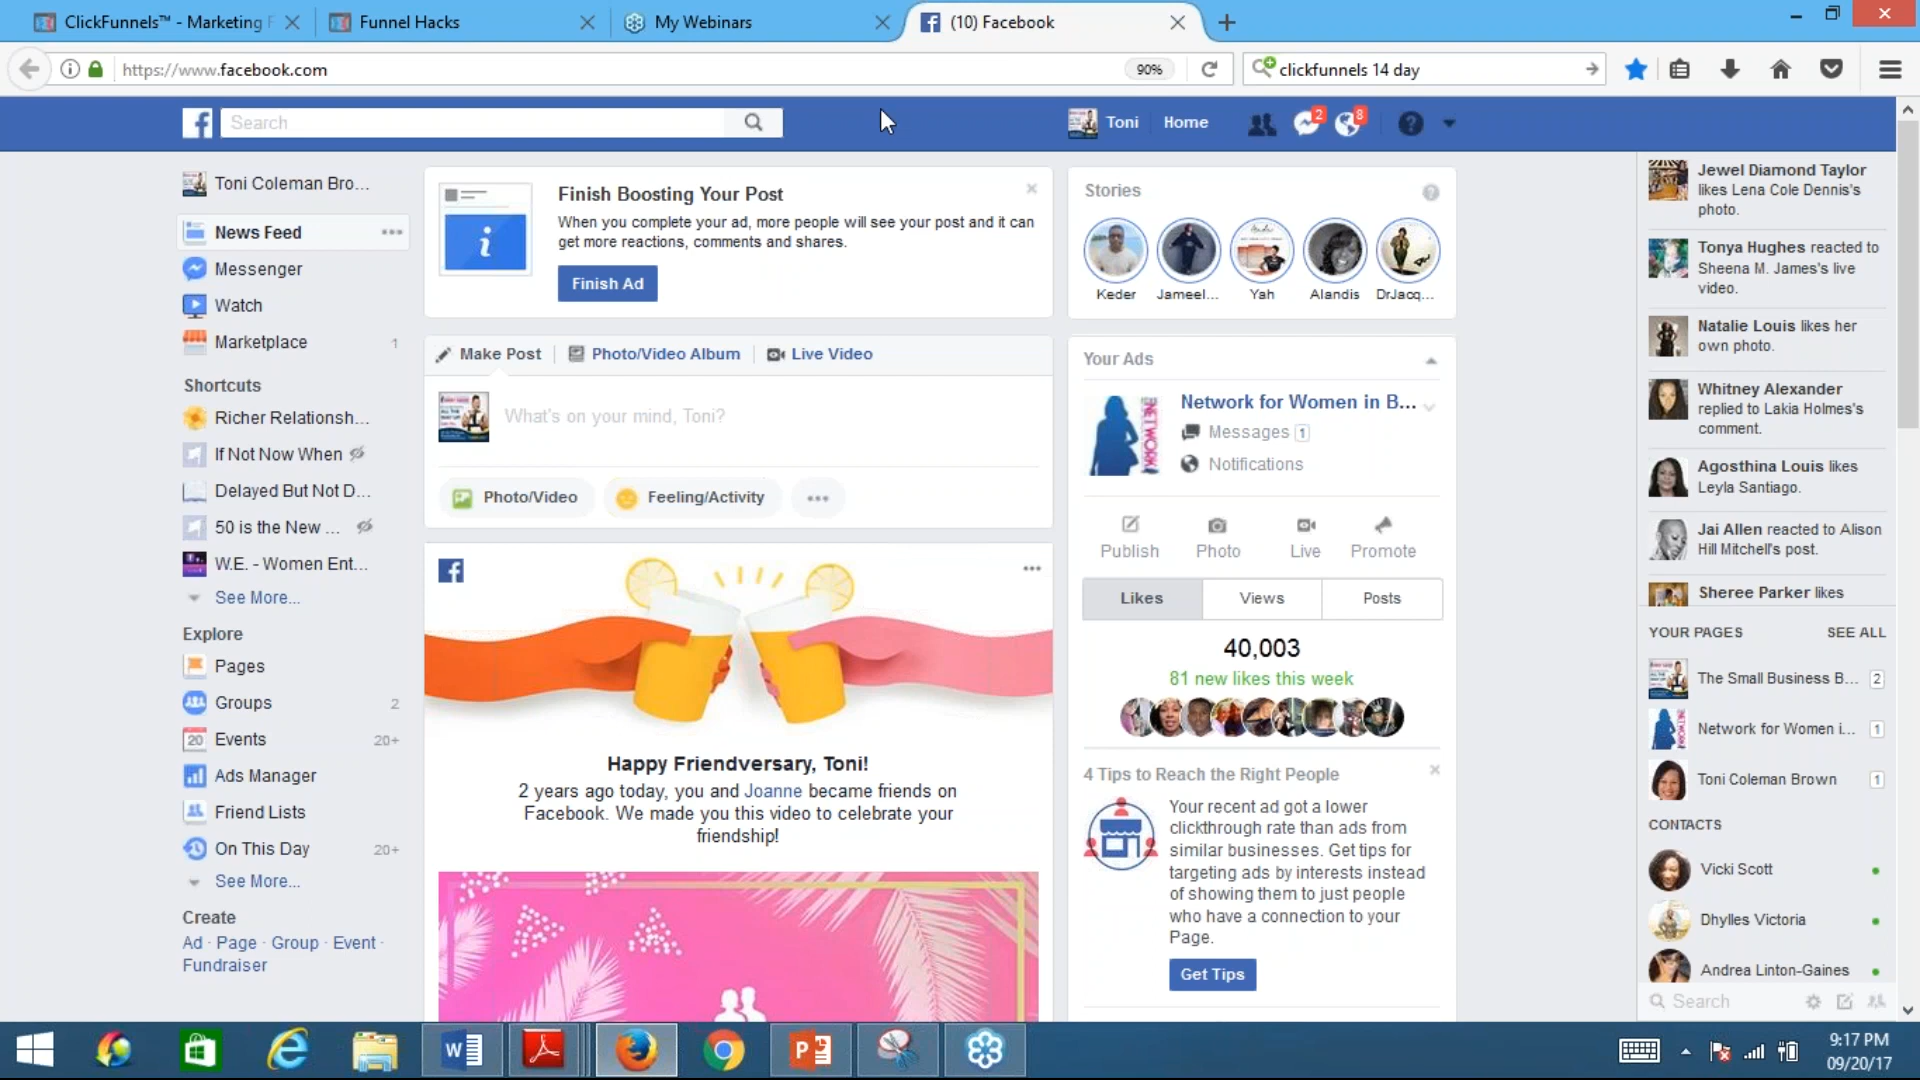 ClickFunnels™ - Marketing F
Funnel Hacks
My Webinars
(10) Facebook
https://www.facebook.com
90%
clickfunnels 14 day
Search
Toni
Home
2
8
Toni Coleman Bro...
News Feed
Messenger
Watch
Marketplace 1
Shortcuts
Richer Relationsh...
If Not Now When
Delayed But Not D...
50 is the New ...
W.E. - Women Ent...
See More...
Explore
Pages
Groups 2
Events 20+
Ads Manager
Friend Lists
On This Day 20+
See More...
Create
Ad · Page · Group · Event ·
Fundraiser
Finish Boosting Your Post
When you complete your ad, more people will see your post and it can
get more reactions, comments and shares.
Finish Ad
Make Post
Photo/Video Album
Live Video
What's on your mind, Toni?
Photo/Video
Feeling/Activity
Happy Friendversary, Toni!
2 years ago today, you and Joanne became friends on
Facebook. We made you this video to celebrate your
friendship!
Stories
Keder
Jameel...
Yah
Alandis
DrJacq...
Your Ads
NETWORK
Network for Women in B...
Messages 1
Notifications
Publish
Photo
Live
Promote
Likes
Views
Posts
40,003
81 new likes this week
4 Tips to Reach the Right People
Your recent ad got a lower
clickthrough rate than ads from
similar businesses. Get tips for
targeting ads by interests instead
of showing them to just people
who have a connection to your
Page.
Get Tips
Jewel Diamond Taylor
likes Lena Cole Dennis's
photo.
Tonya Hughes reacted to
Sheena M. James's live
video.
Natalie Louis likes her
own photo.
Whitney Alexander
replied to Lakia Holmes's
comment.
Agosthina Louis likes
Leyla Santiago.
Jai Allen reacted to Alison
Hill Mitchell's post.
Sheree Parker likes
YOUR PAGES SEE ALL
The Small Business B... 2
Network for Women i... 1
Toni Coleman Brown 1
CONTACTS
Vicki Scott
Dhylles Victoria
Andrea Linton-Gaines
Search
9:17 PM
09/20/17